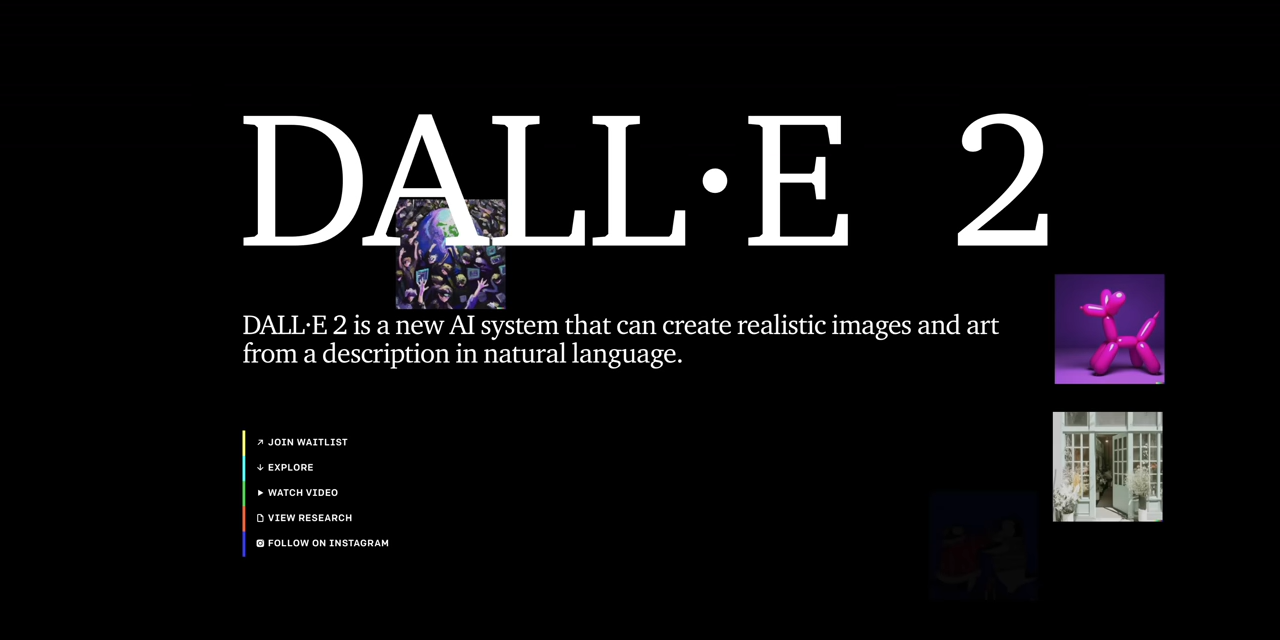 DALL·E 2
DALL·E 2 is a new AI system that can create realistic images and art
from a description in natural language.
JOIN WAITLIST
EXPLORE
WATCH VIDEO
VIEW RESEARCH
FOLLOW ON INSTAGRAM